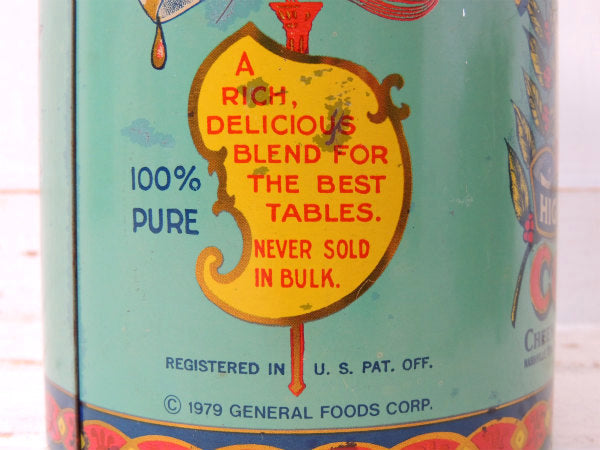 A
RICH,
DELICIOUS
BLEND FOR
THE BEST
TABLES.
NEVER SOLD
IN BULK.
100%
PURE
REGISTERED IN U. S. PAT. OFF.
© 1979 GENERAL FOODS CORP.